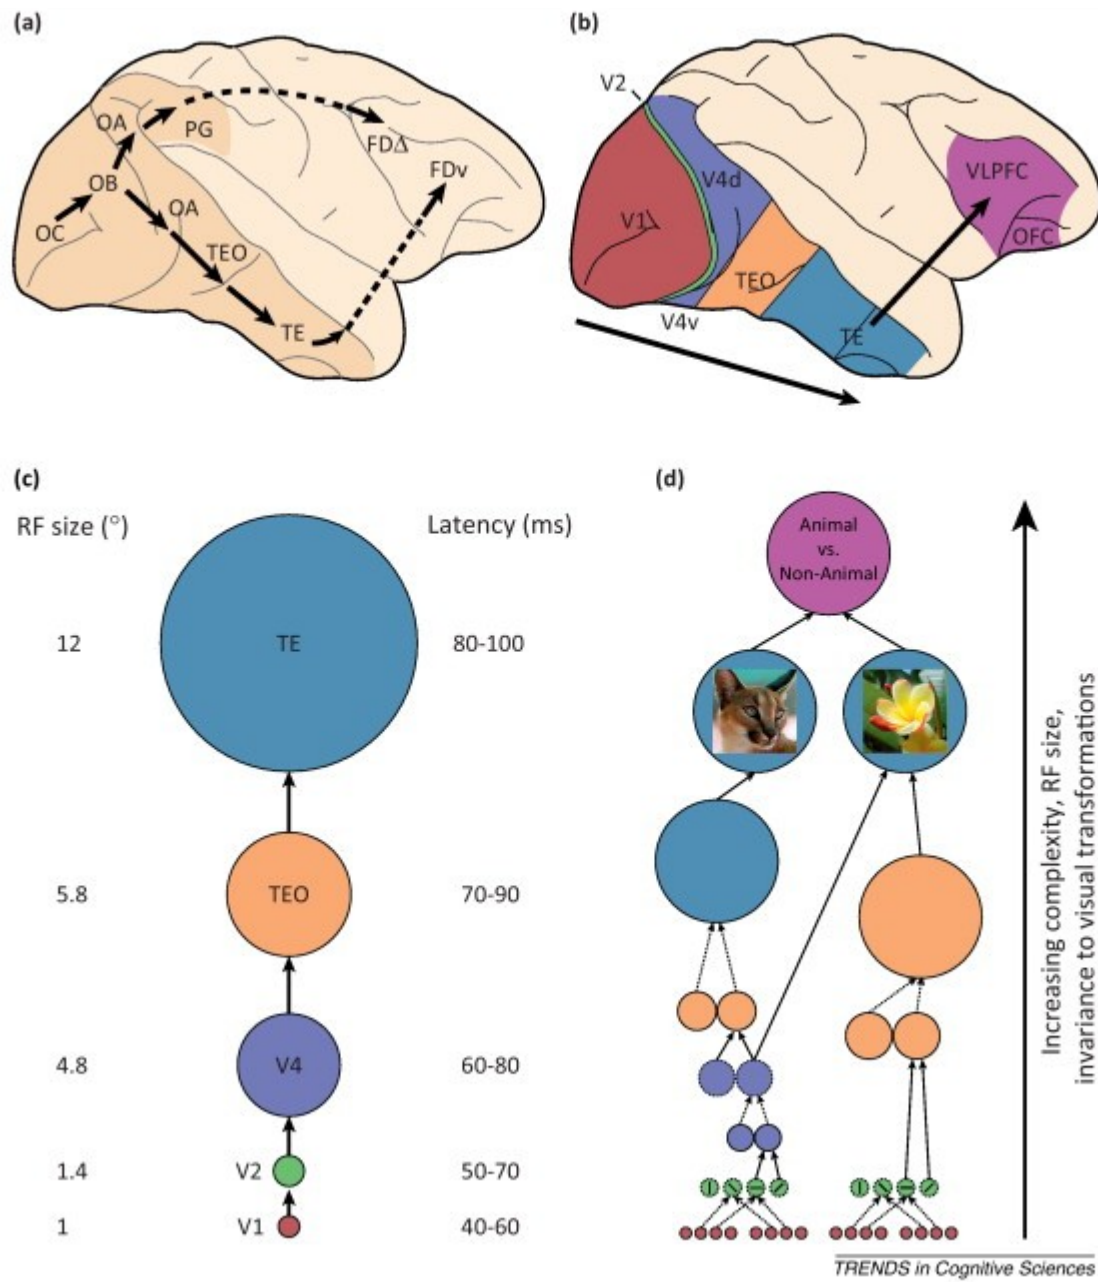 (a)
OA
PG
FDΔ
OB
FDv
OC
OA
TEO
TE
(b)
V2
V4d
VLPFC
V1
OFC
TEO
V4v
TE
(c)
RF size (°) Latency (ms)
12 TE 80-100
5.8 TEO 70-90
4.8 V4 60-80
1.4 V2 50-70
1 V1 40-60
(d)
Animal
vs.
Non-Animal
Increasing complexity, RF size,
invariance to visual transformations
TRENDS in Cognitive Sciences